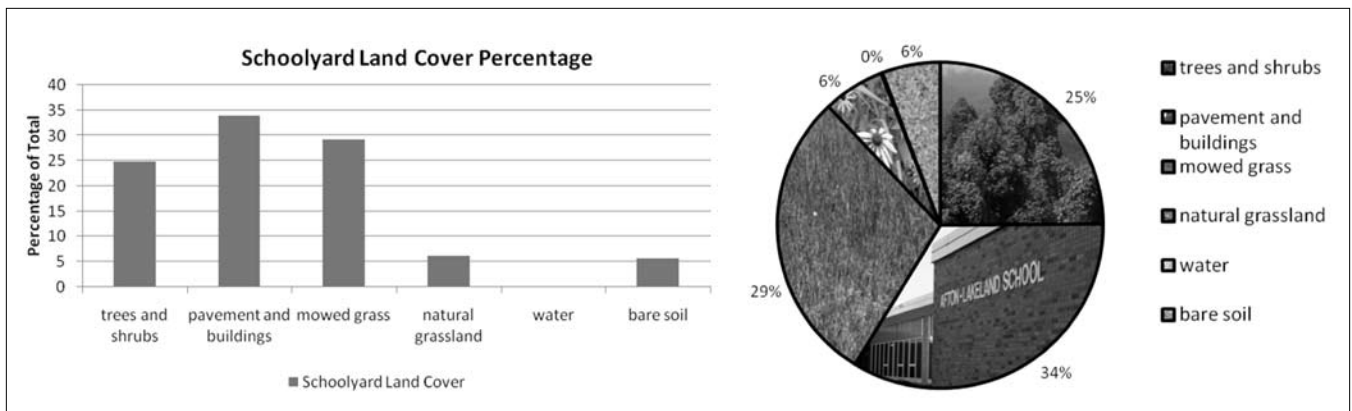 Schoolyard Land Cover Percentage
Percentage of Total
40
35
30
25
20
15
10
5
0
trees and shrubs
pavement and buildings
mowed grass
natural grassland
water
bare soil
Schoolyard Land Cover
0%
6%
6%
25%
29%
34%
AFTON-LAKELAND SCHOOL
trees and shrubs
pavement and
buildings
mowed grass
natural grassland
water
bare soil